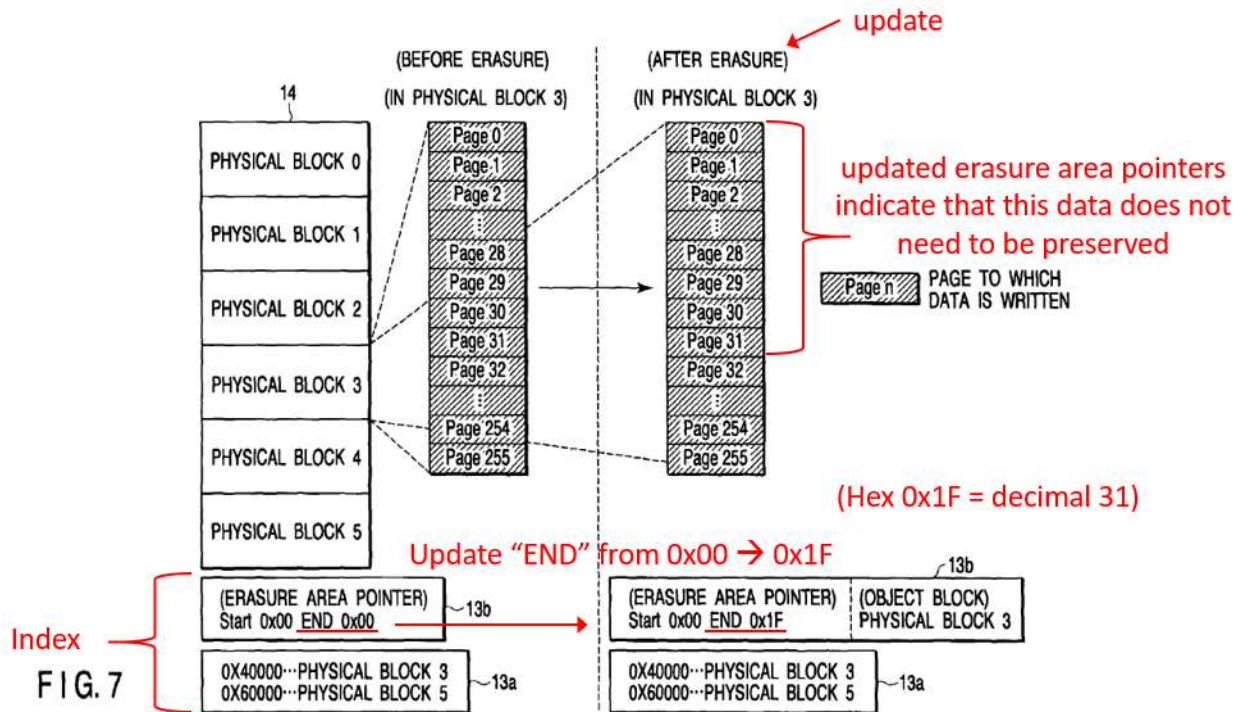 update
(BEFORE ERASURE)
(IN PHYSICAL BLOCK 3)
(AFTER ERASURE)
(IN PHYSICAL BLOCK 3)
14
PHYSICAL BLOCK 0
PHYSICAL BLOCK 1
PHYSICAL BLOCK 2
PHYSICAL BLOCK 3
PHYSICAL BLOCK 4
PHYSICAL BLOCK 5
Page 0
Page 1
Page 2
Page 28
Page 29
Page 30
Page 31
Page 32
Page 254
Page 255
Page 0
Page 1
Page 2
Page 28
Page 29
Page 30
Page 31
Page 32
Page 254
Page 255
updated erasure area pointers
indicate that this data does not
need to be preserved
Page n
PAGE TO WHICH
DATA IS WRITTEN
(Hex 0x1F = decimal 31)
Update “END” from 0x00 → 0x1F
Index
(ERASURE AREA POINTER)
Start 0x00 END 0x00
13b
0X40000···PHYSICAL BLOCK 3
0X60000···PHYSICAL BLOCK 5
13a
13b
(ERASURE AREA POINTER)
Start 0x00 END 0x1F
(OBJECT BLOCK)
PHYSICAL BLOCK 3
0X40000···PHYSICAL BLOCK 3
0X60000···PHYSICAL BLOCK 5
13a
FIG. 7